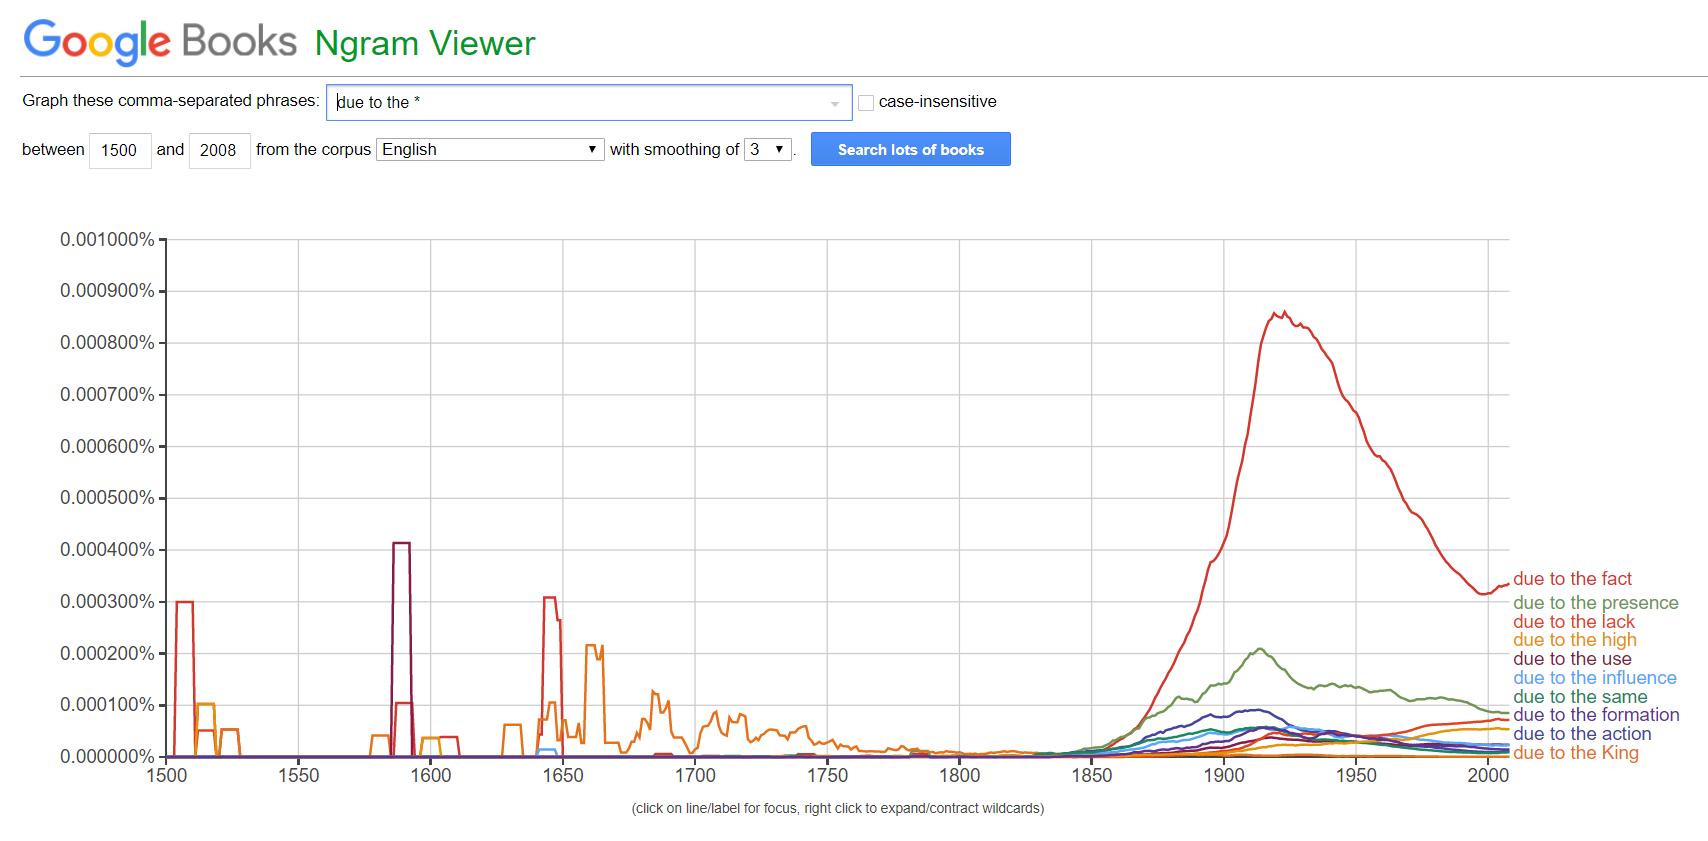 Google Books Ngram Viewer
Graph these comma-separated phrases: due to the * case-insensitive
between 1500 and 2008 from the corpus English with smoothing of 3 . Search lots of books
0.001000%
0.000900%
0.000800%
0.000700%
0.000600%
0.000500%
0.000400%
0.000300%
0.000200%
0.000100%
0.000000%
1500 1550 1600 1650 1700 1750 1800 1850 1900 1950 2000
due to the fact
due to the presence
due to the lack
due to the high
due to the use
due to the influence
due to the same
due to the formation
due to the action
due to the King
(click on line/label for focus, right click to expand/contract wildcards)